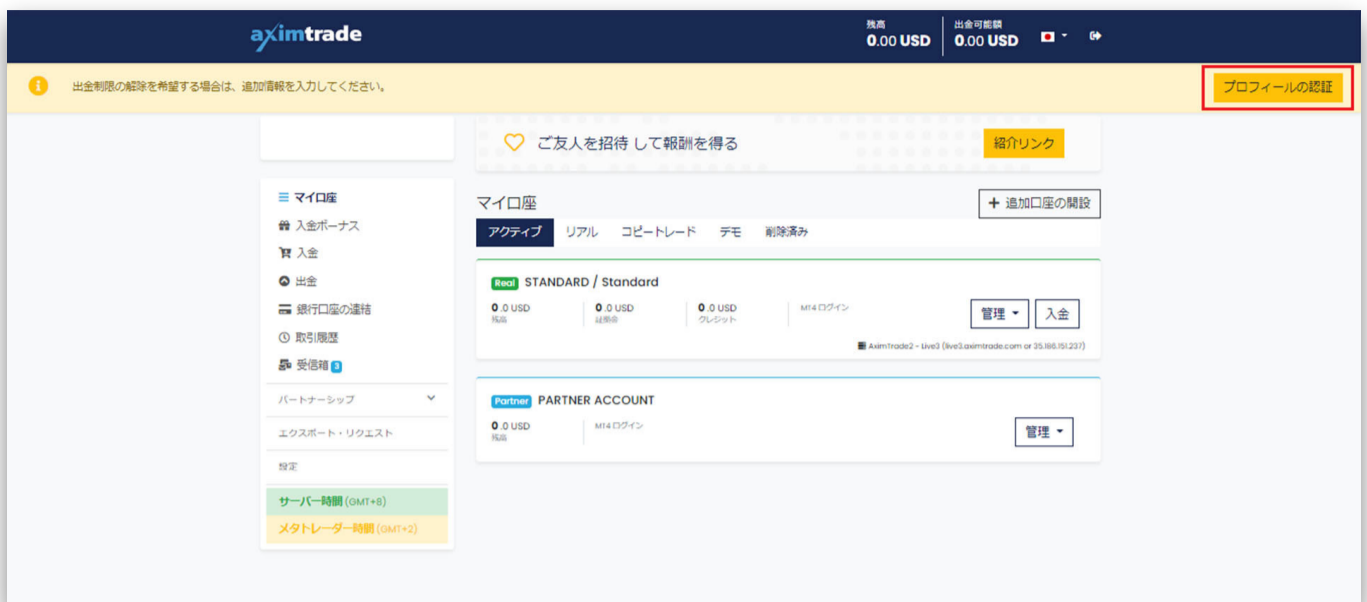 aximtrade
残高
0.00 USD
出金可能額
0.00 USD
出金制限の解除を希望する場合は、追加情報を入力してください。
プロフィールの認証
ご友人を招待 して報酬を得る
紹介リンク
マイ口座
入金ボーナス
入金
出金
銀行口座の連結
取引履歴
受信箱 3
パートナーシップ
エクスポート・リクエスト
設定
サーバー時間 (GMT+8)
メタトレーダー時間 (GMT+2)
マイ口座
+ 追加口座の開設
アクティブ リアル コピートレード デモ 削除済み
Real STANDARD / Standard
0.0 USD 0.0 USD 0.0 USD MT4 ログイン
残高 証拠金 クレジット
管理 入金
AximTrade2 - Live3 (live3.aximtrade.com or 35.186.151.237)
Partner PARTNER ACCOUNT
0.0 USD MT4 ログイン
残高
管理